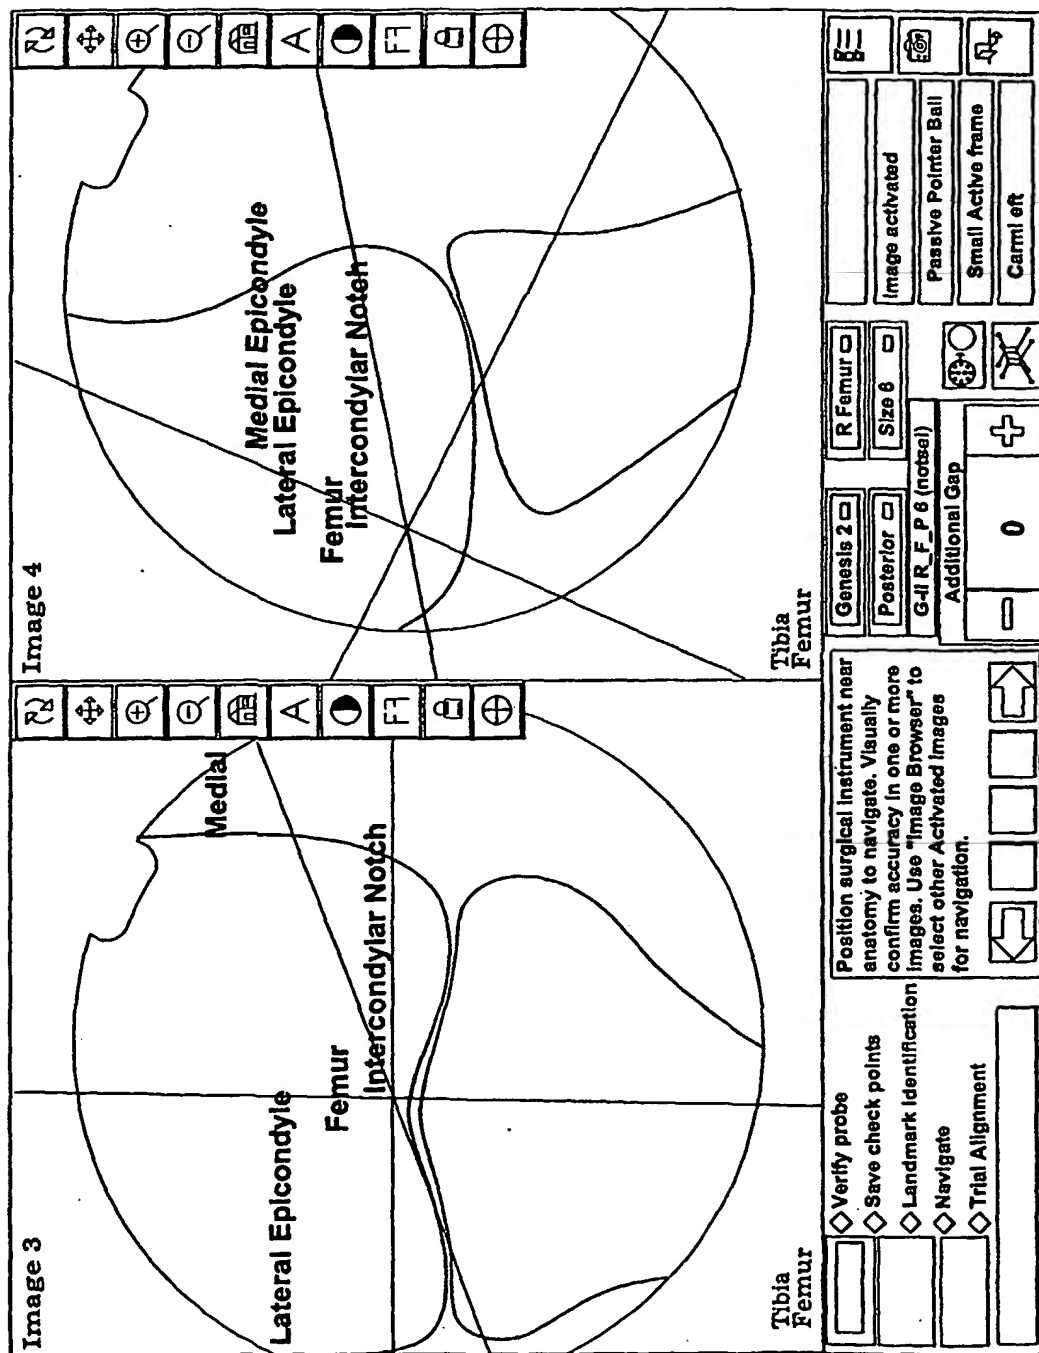 Image 3
Lateral Epicondyle
Medial
Femur
Intercondylar Notch
Tibia
Femur
Image 4
Medial Epicondyle
Lateral Epicondyle
Femur
Intercondylar Notch
Tibia
Femur
A
A
Verify probe
Save check points
Landmark Identification
Navigate
Trial Alignment
Position surgical instrument near
anatomy to navigate. Visually
confirm accuracy in one or more
images. Use "Image Browser" to
select other Activated images
for navigation.
Genesis 2
R Femur
Posterior
Size 6
G-II R_F_P 6 (notsel)
Additional Gap
0
Image activated
Passive Pointer Ball
Small Active frame
Carml eft